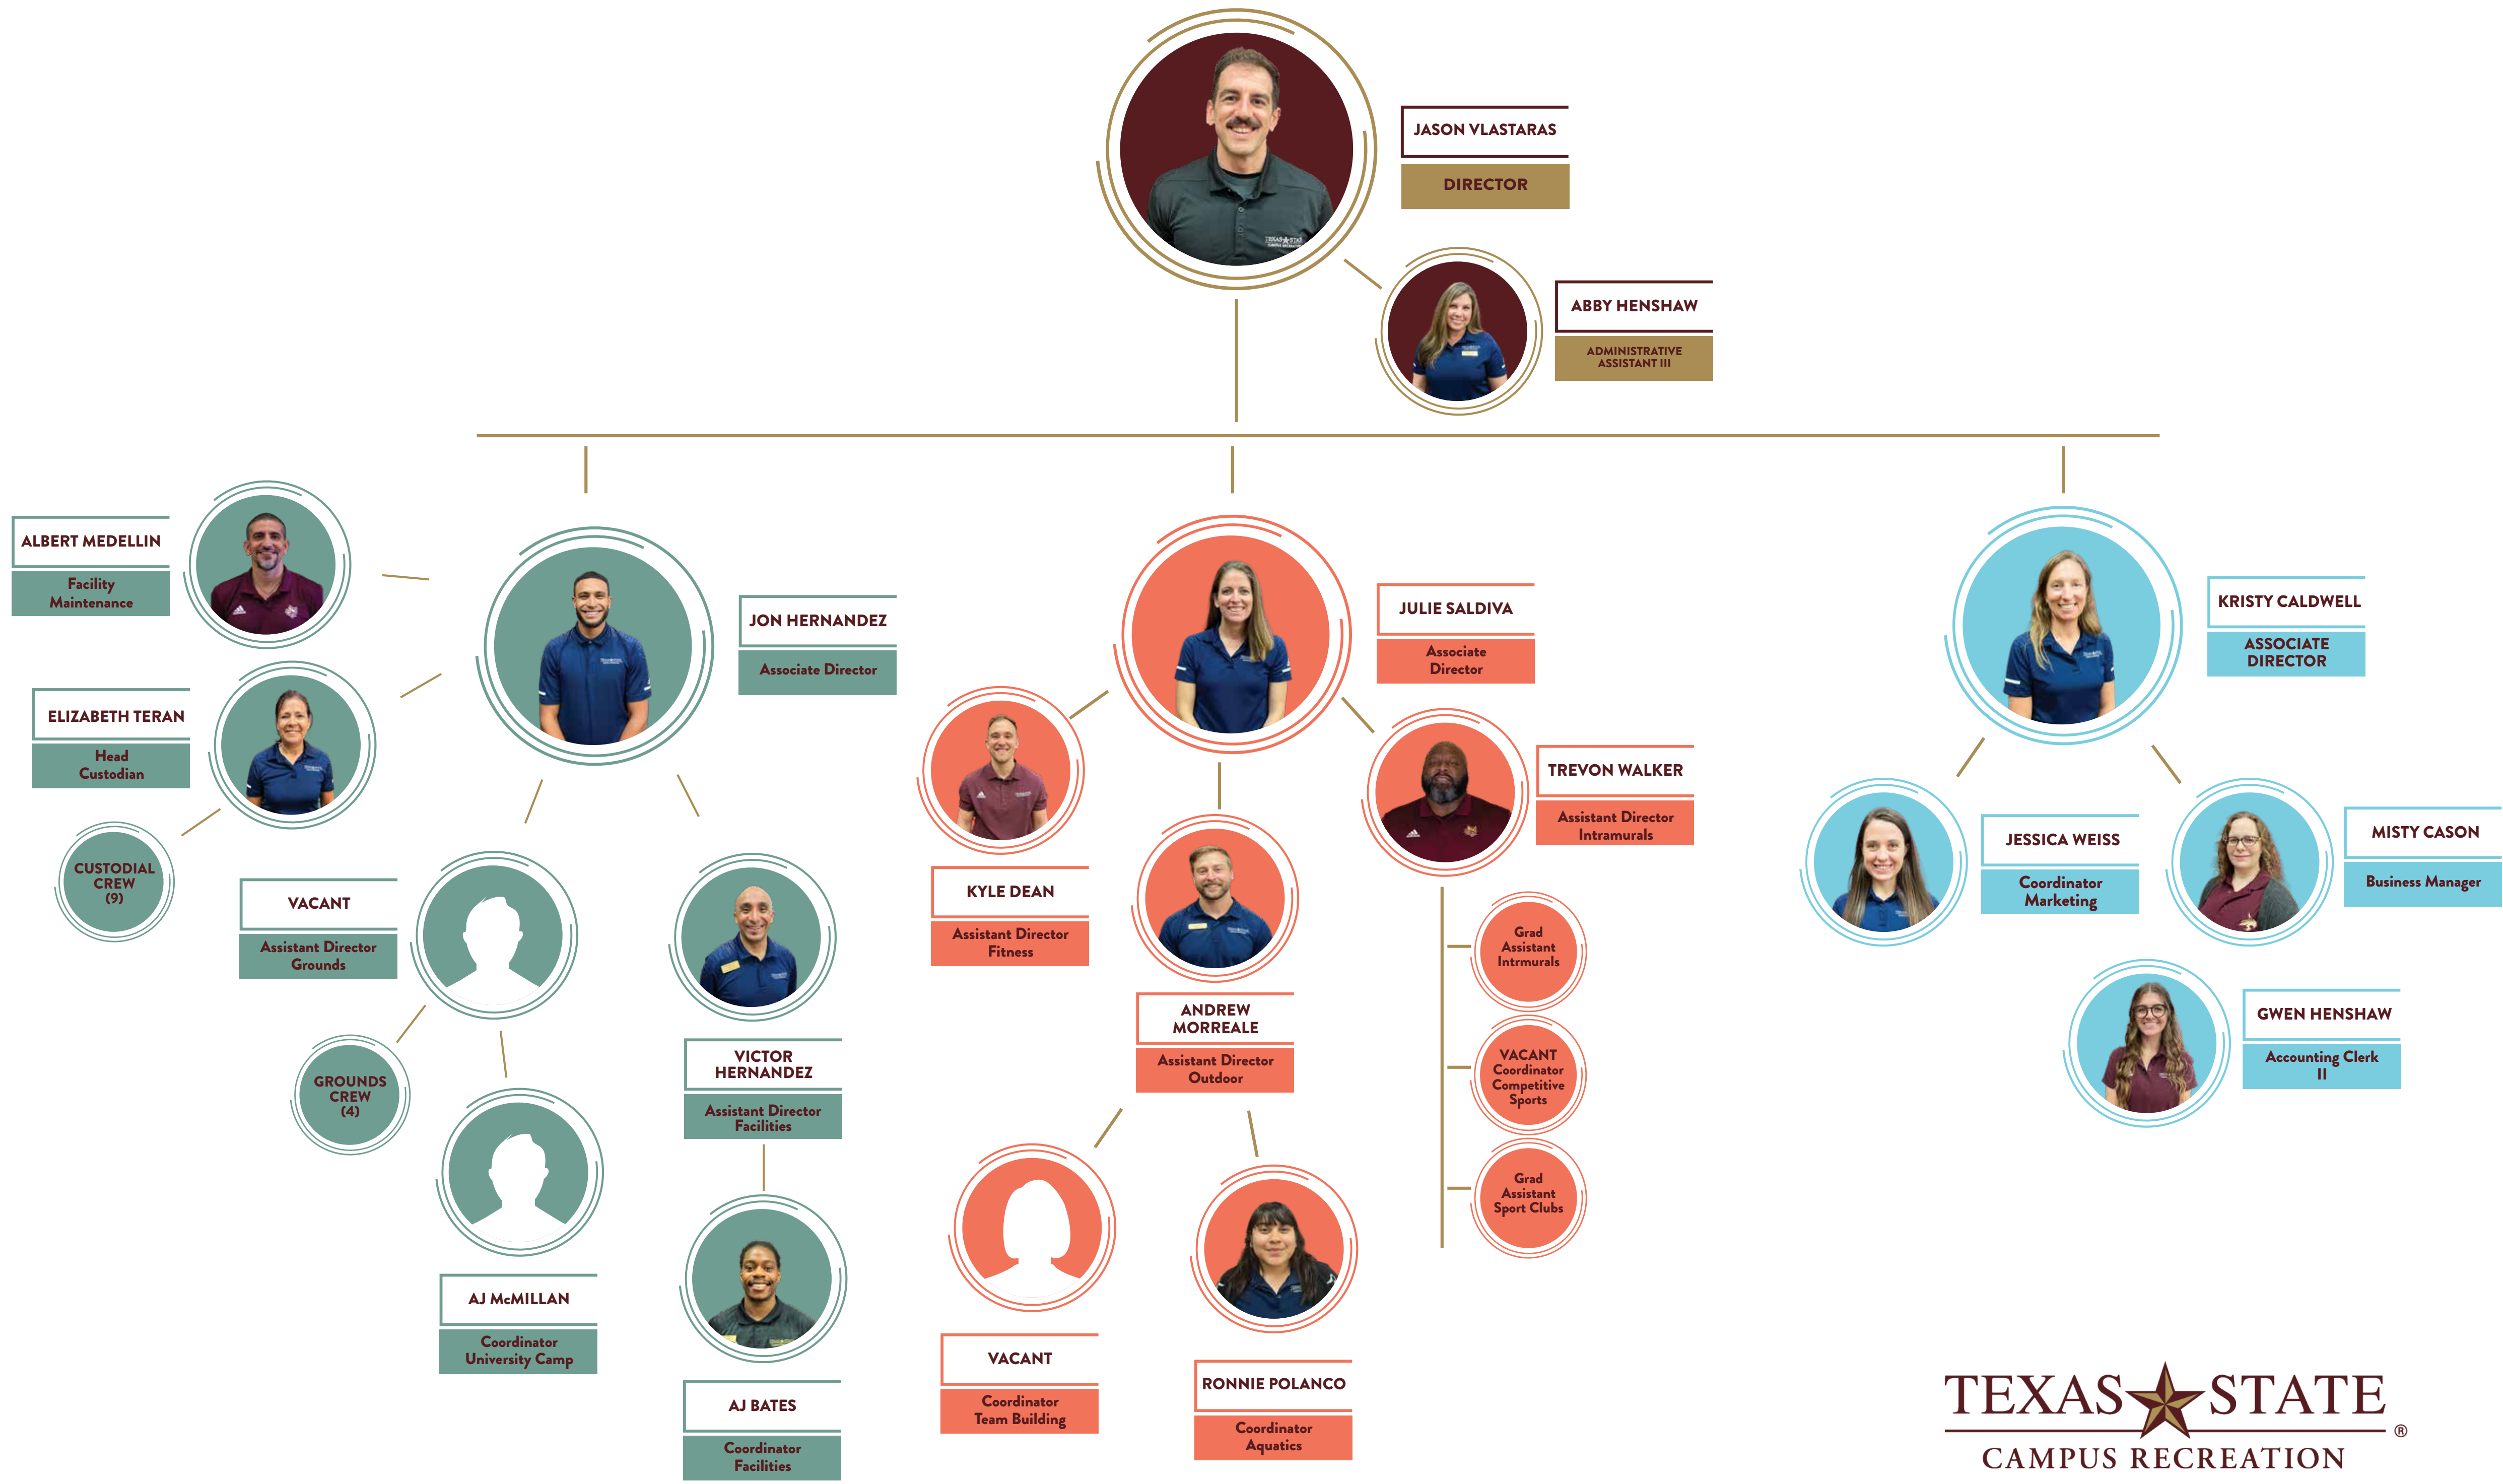 JASON VLASTARAS
DIRECTOR
ABBY HENSHAW
ADMINISTRATIVE
ASSISTANT III
ALBERT MEDELLIN
Facility
Maintenance
ELIZABETH TERAN
Head
Custodian
CUSTODIAL
CREW
(9)
JON HERNANDEZ
Associate Director
VACANT
Assistant Director
Grounds
GROUNDS
CREW
(4)
AJ McMILLAN
Coordinator
University Camp
VICTOR
HERNANDEZ
Assistant Director
Facilities
AJ BATES
Coordinator
Facilities
JULIE SALDIVA
Associate
Director
KYLE DEAN
Assistant Director
Fitness
ANDREW
MORREALE
Assistant Director
Outdoor
VACANT
Coordinator
Team Building
RONNIE POLANCO
Coordinator
Aquatics
TREVON WALKER
Assistant Director
Intramurals
Grad
Assistant
Intrmurals
VACANT
Coordinator
Competitive
Sports
Grad
Assistant
Sport Clubs
KRISTY CALDWELL
ASSOCIATE
DIRECTOR
JESSICA WEISS
Coordinator
Marketing
MISTY CASON
Business Manager
GWEN HENSHAW
Accounting Clerk
II
TEXAS STATE
®
CAMPUS RECREATION